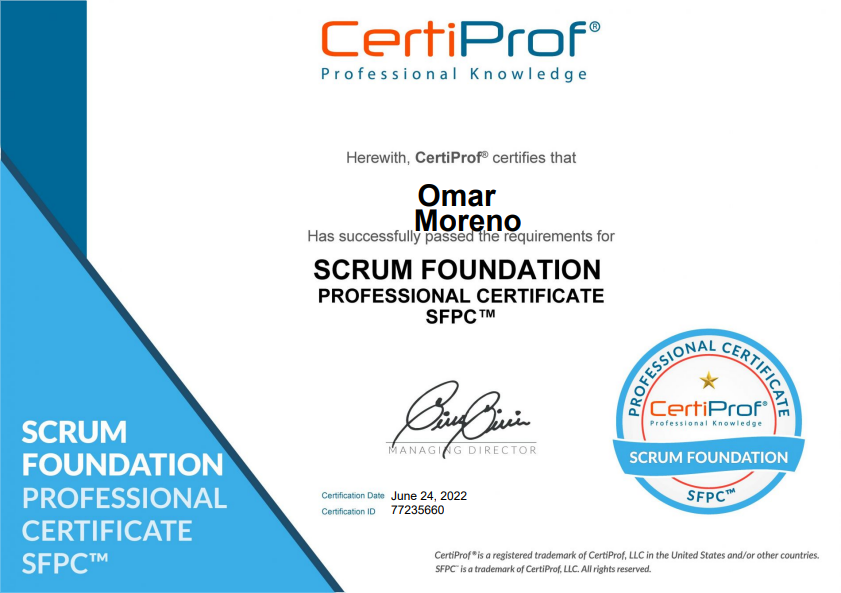 CertiProf®
Professional Knowledge
Herewith, CertiProf® certifies that
Omar
Moreno
Has successfully passed the requirements for
SCRUM FOUNDATION
PROFESSIONAL CERTIFICATE
SFPC™
MANAGING DIRECTOR
Certification Date June 24, 2022
Certification ID 77235660
SCRUM
FOUNDATION
PROFESSIONAL
CERTIFICATE
SFPC™
PROFESSIONAL CERTIFICATE
CertiProf®
Professional Knowledge
SCRUM FOUNDATION
SFPC™
CertiProf® is a registered trademark of CertiProf, LLC in the United States and/or other countries.
SFPC™ is a trademark of CertiProf, LLC. All rights reserved.